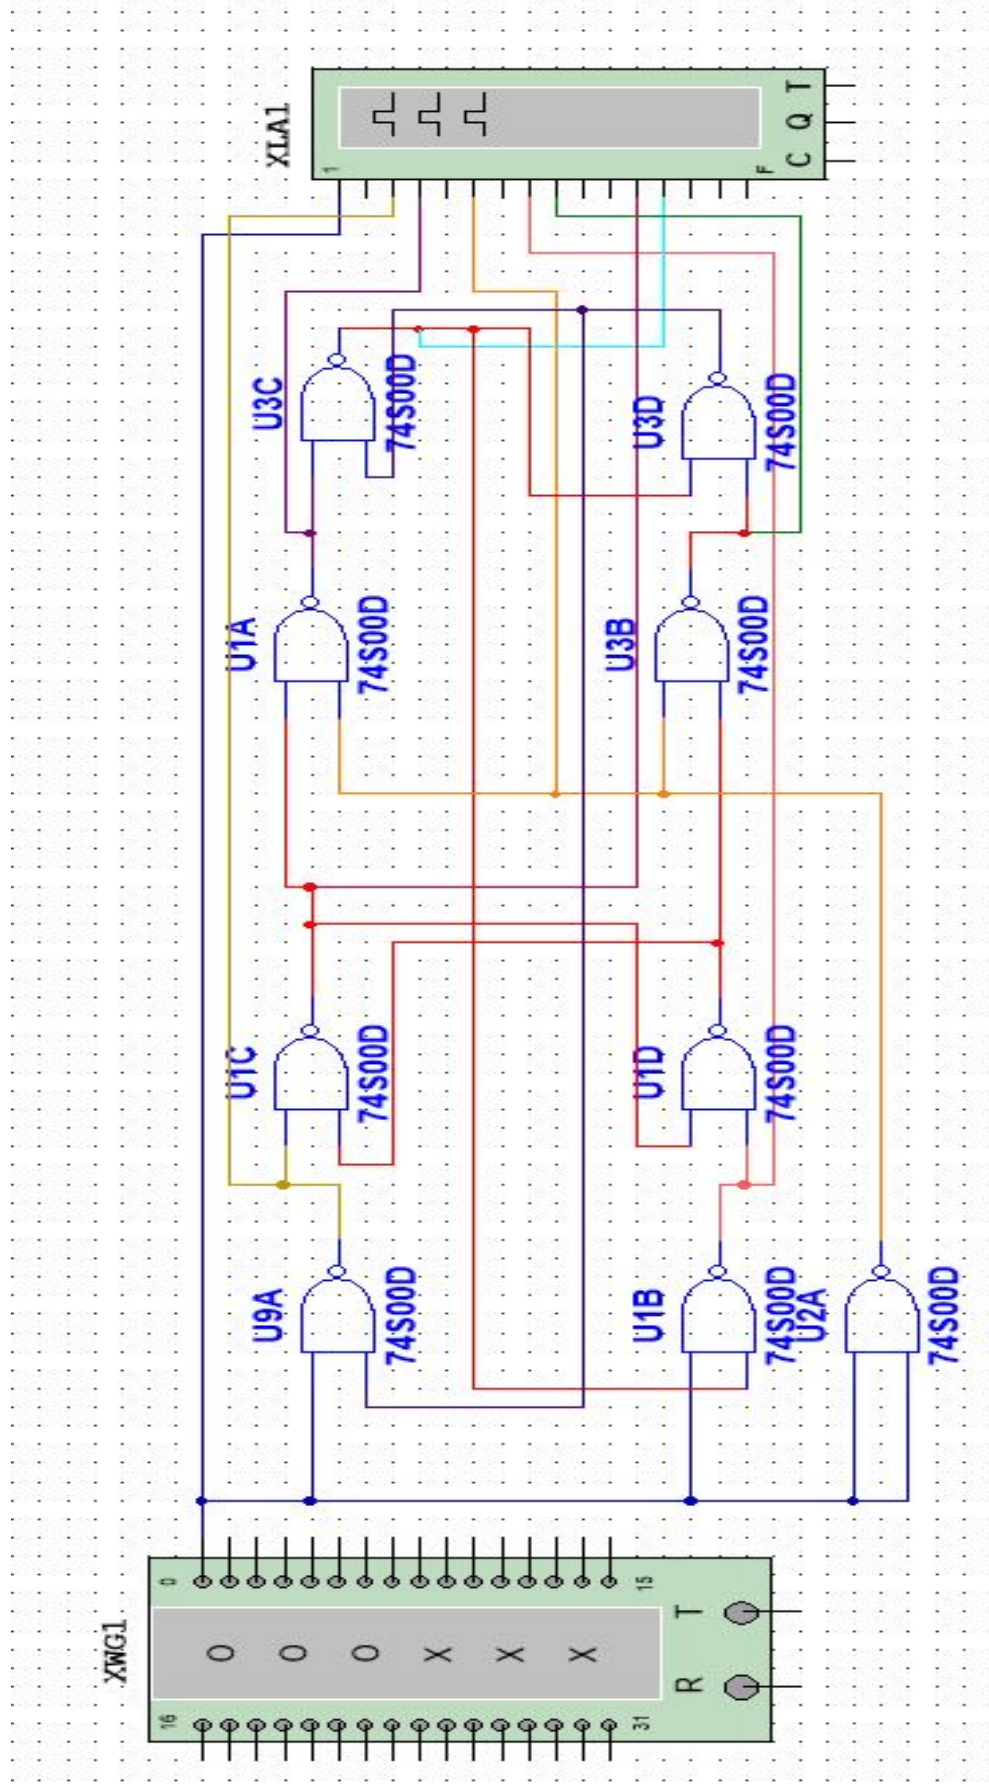 XLA1
1
F
C Q T
U3C
74S00D
U3D
74S00D
U1A
74S00D
U3B
74S00D
U1C
74S00D
U1D
74S00D
U9A
74S00D
U1B
74S00D
U2A
74S00D
XWG1
0
15
O O O X X X
T
R
16
31